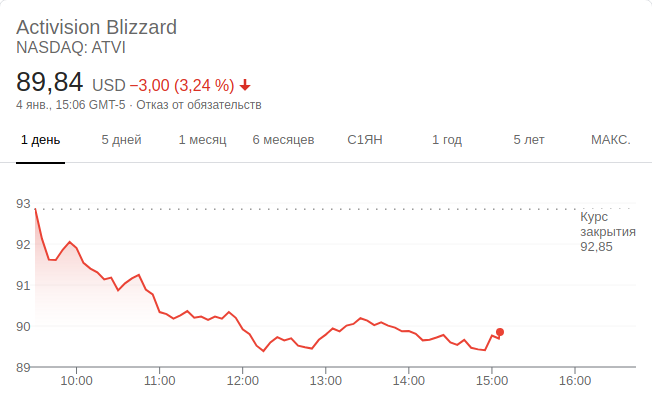 Activision Blizzard
NASDAQ: ATVI
89,84 USD −3,00 (3,24 %)
4 янв., 15:06 GMT-5 · Отказ от обязательств
1 день 5 дней 1 месяц 6 месяцев С1ЯН 1 год 5 лет МАКС.
93
Курс
закрытия
92,85
92
91
90
89
10:00 11:00 12:00 13:00 14:00 15:00 16:00